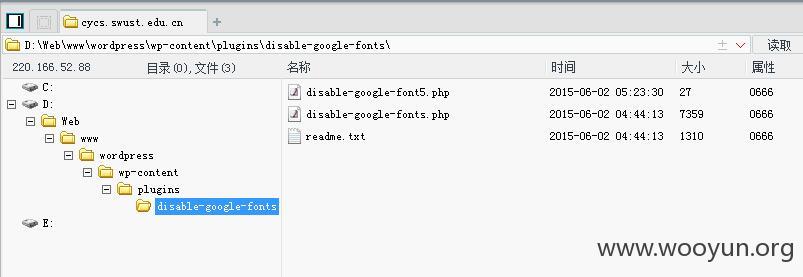 cycs.swust.edu.cn
D:\Web\www\wordpress\wp-content\plugins\disable-google-fonts\ 读取
220.166.52.88 目录(0),文件(3) 名称 时间 大小 属性
C:
D:
Web
www
wordpress
wp-content
plugins
disable-google-fonts
E:
disable-google-font5.php 2015-06-02 05:23:30 27 0666
disable-google-fonts.php 2015-06-02 04:44:13 7359 0666
readme.txt 2015-06-02 04:44:13 1310 0666
www.wooyun.org